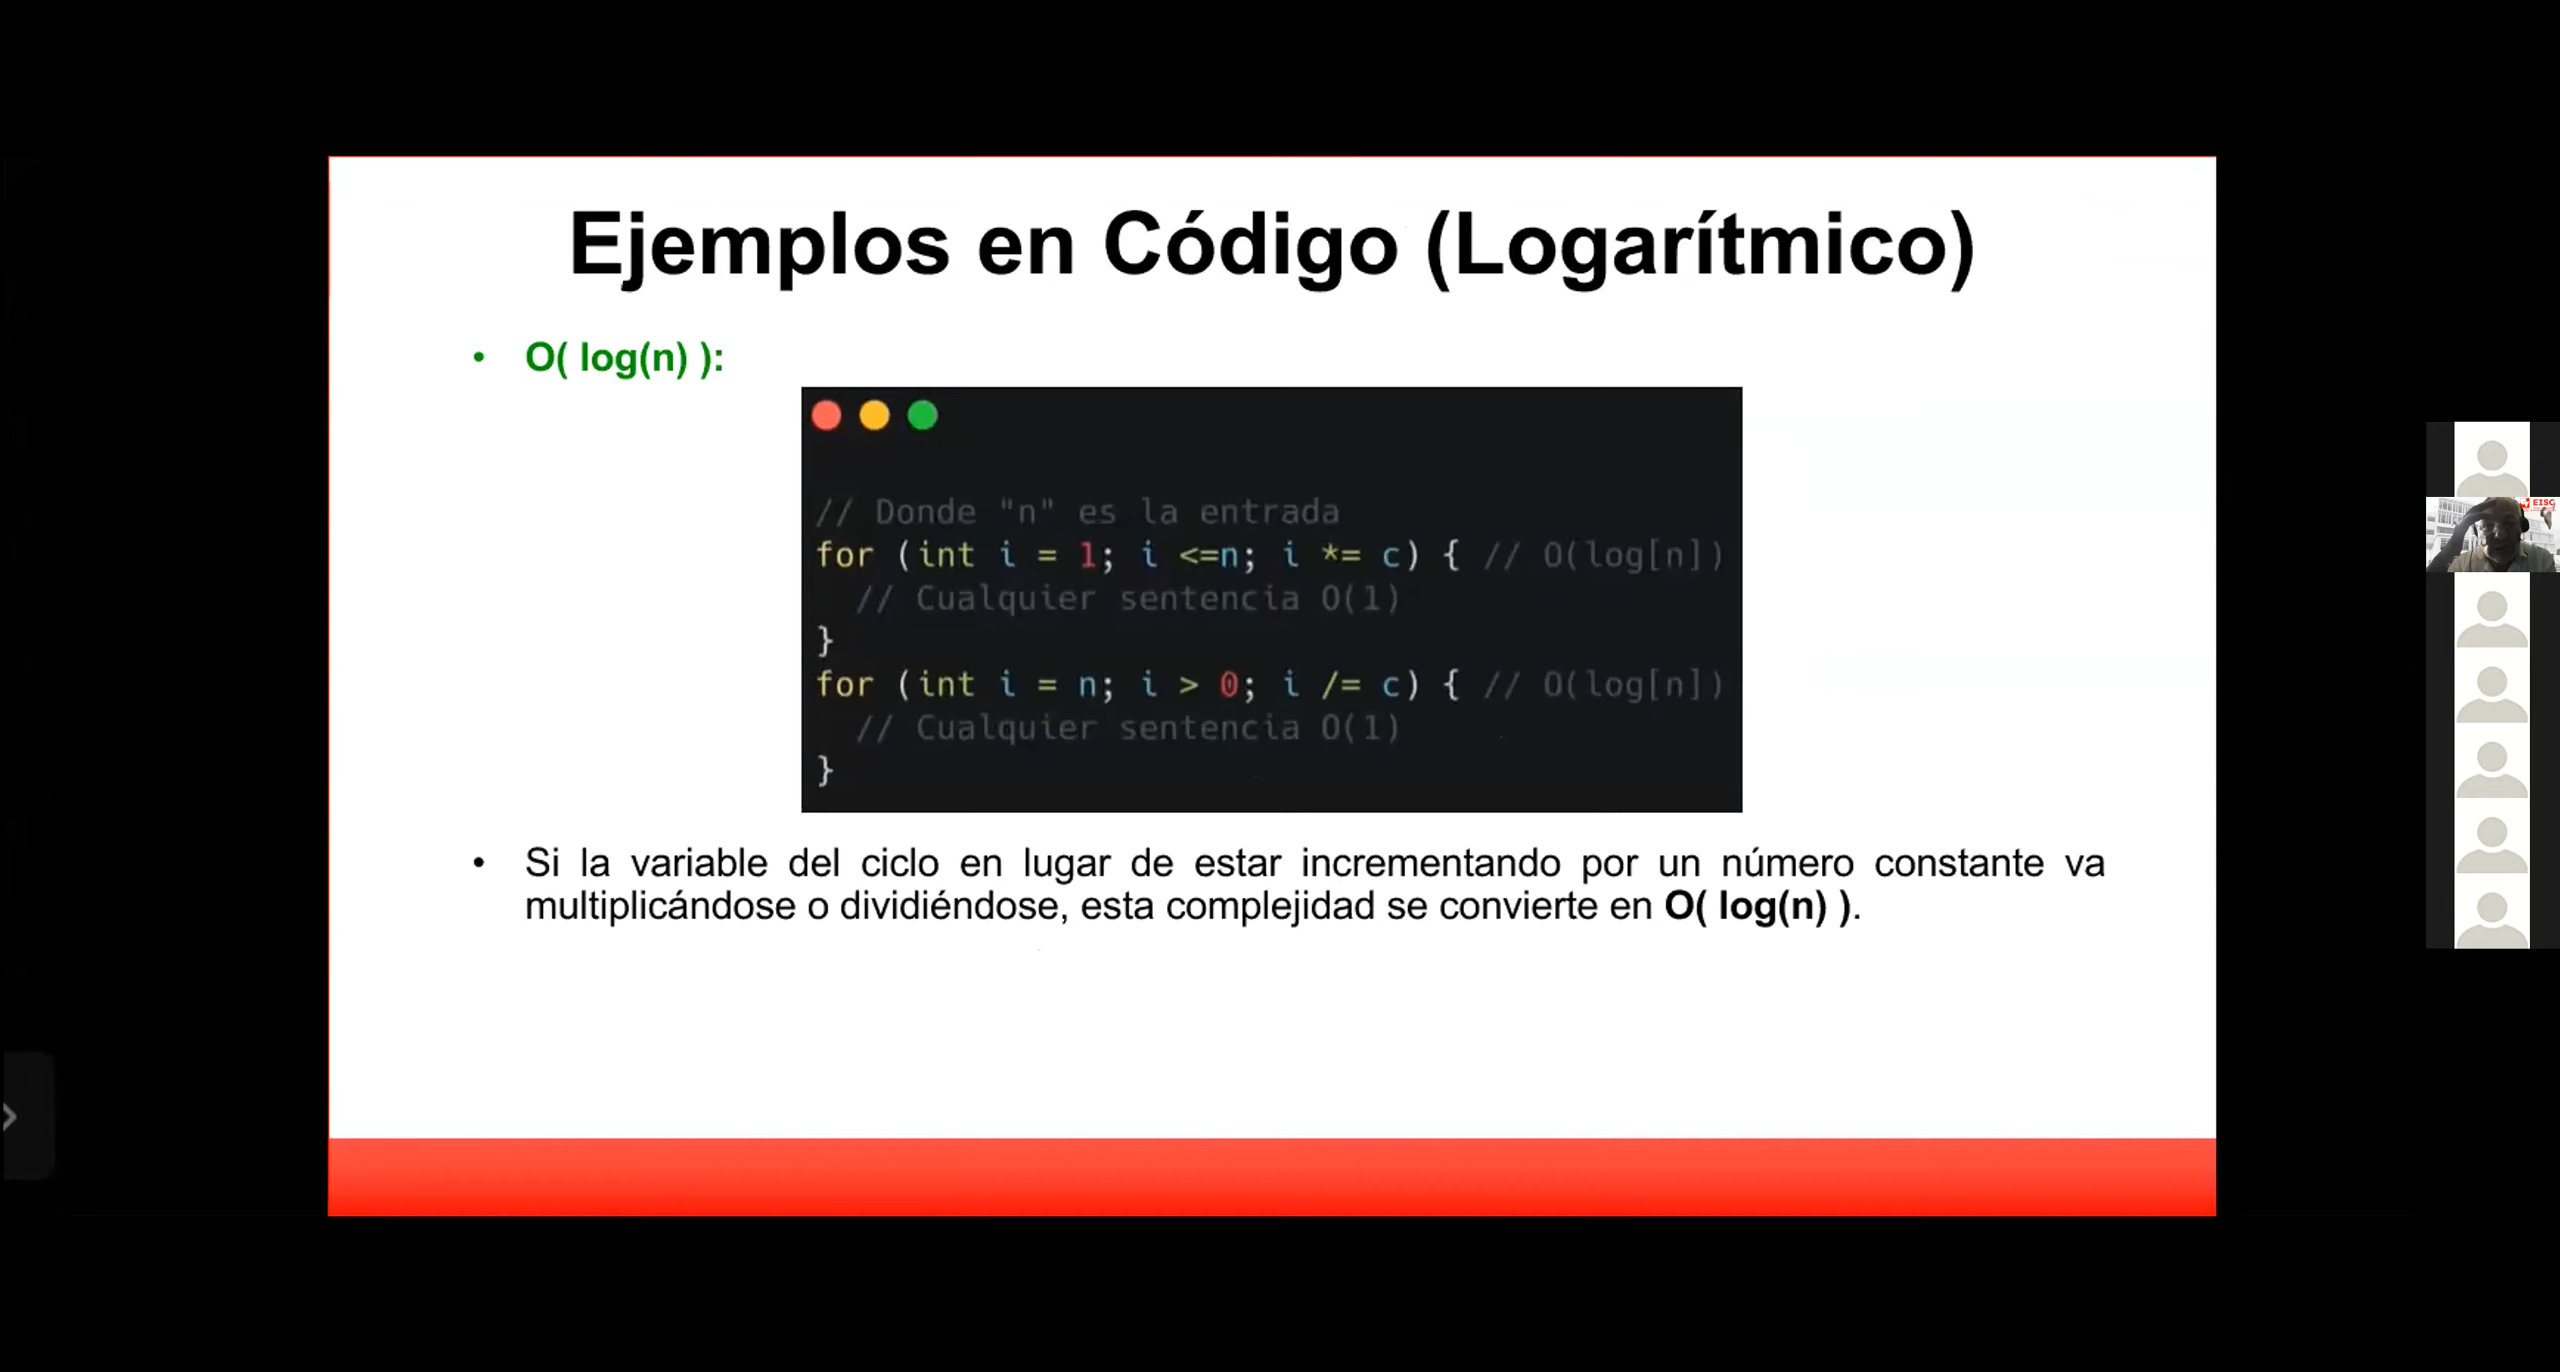 Ejemplos en Código (Logarítmico)
• O( log(n) ):
// Donde "n" es la entrada
for (int i = 1; i <=n; i *= c) { // O(log[n])
// Cualquier sentencia O(1)
}
for (int i = n; i > 0; i /= c) { // O(log[n])
// Cualquier sentencia O(1)
}
• Si la variable del ciclo en lugar de estar incrementando por un número constante va
multiplicándose o dividiéndose, esta complejidad se convierte en O( log(n) ).
EISC